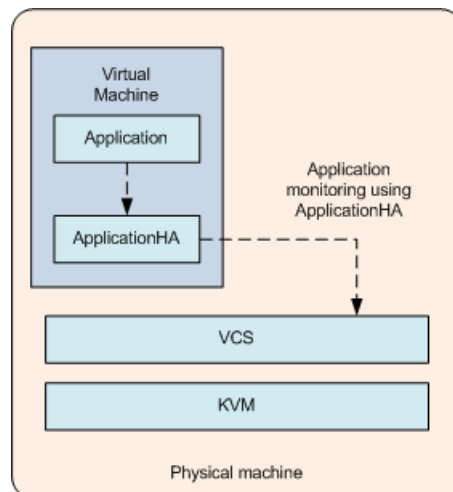 Virtual
Machine
Application
ApplicationHA
Application
monitoring using
ApplicationHA
VCS
KVM
Physical machine